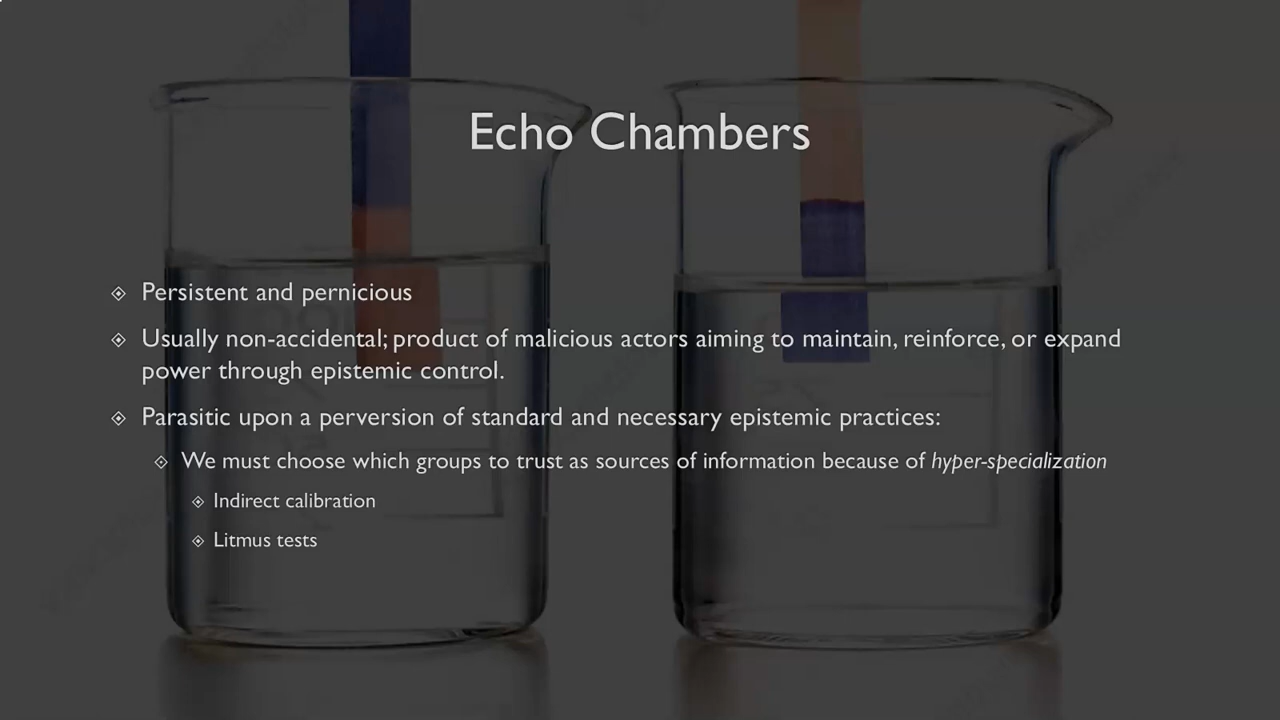 Echo Chambers
Persistent and pernicious
Usually non-accidental; product of malicious actors aiming to maintain, reinforce, or expand
power through epistemic control.
Parasitic upon a perversion of standard and necessary epistemic practices:
We must choose which groups to trust as sources of information because of hyper-specialization
Indirect calibration
Litmus tests